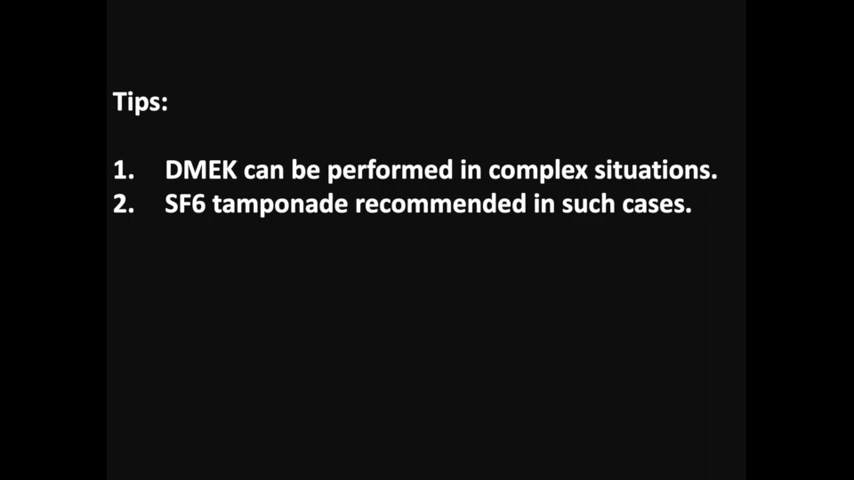 Tips:
1. DMEK can be performed in complex situations.
2. SF6 tamponade recommended in such cases.